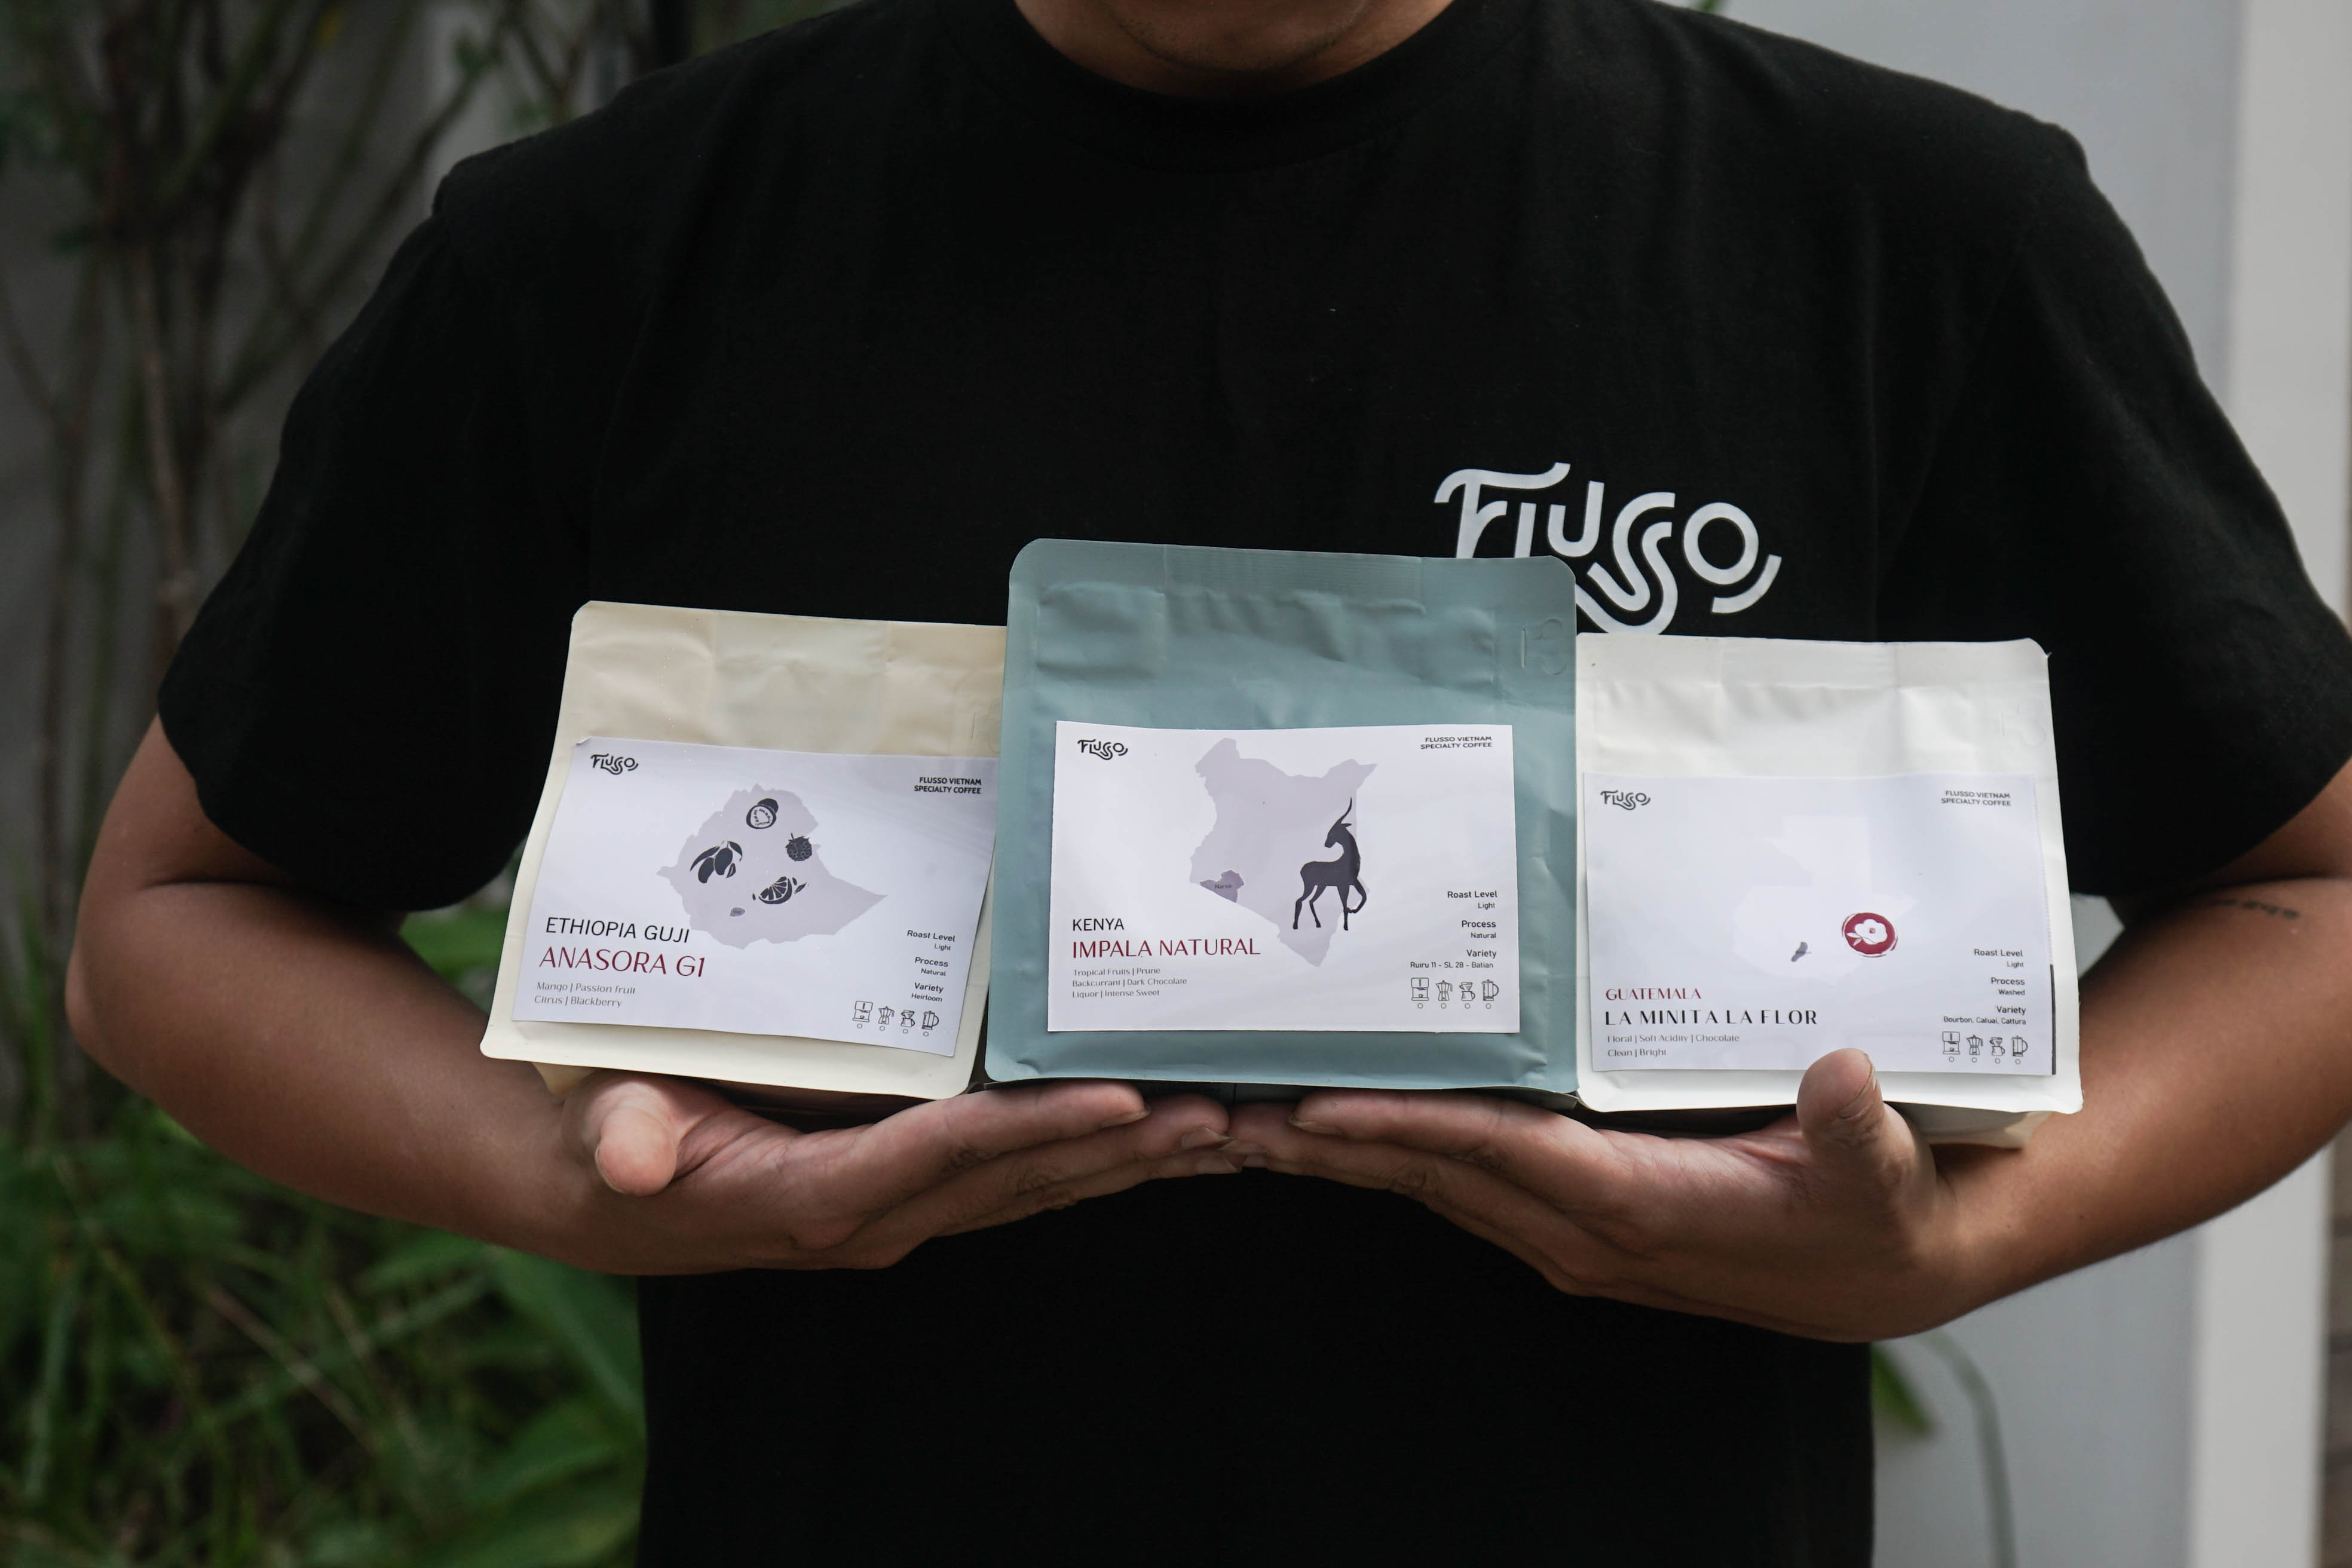 Flusso
Flusso
FLUSSO VIETNAM
SPECIALTY COFFEE
ETHIOPIA GUJI
ANASORA G1
Mango | Passion fruit
Citrus | Blackberry
Roast Level
Light
Process
Natural
Variety
Heirloom
Flusso
FLUSSO VIETNAM
SPECIALTY COFFEE
KENYA
IMPALA NATURAL
Tropical Fruits | Prune
Backcurrant | Dark Chocolate
Liquor | Intense Sweet
Roast Level
Light
Process
Natural
Variety
Ruiru 11 - SL 28 - Batian
Flusso
FLUSSO VIETNAM
SPECIALTY COFFEE
GUATEMALA
LA MINITA LA FLOR
Floral | Soft Acidity | Chocolate
Clean | Bright
Roast Level
Light
Process
Washed
Variety
Bourbon, Catuai, Cattura